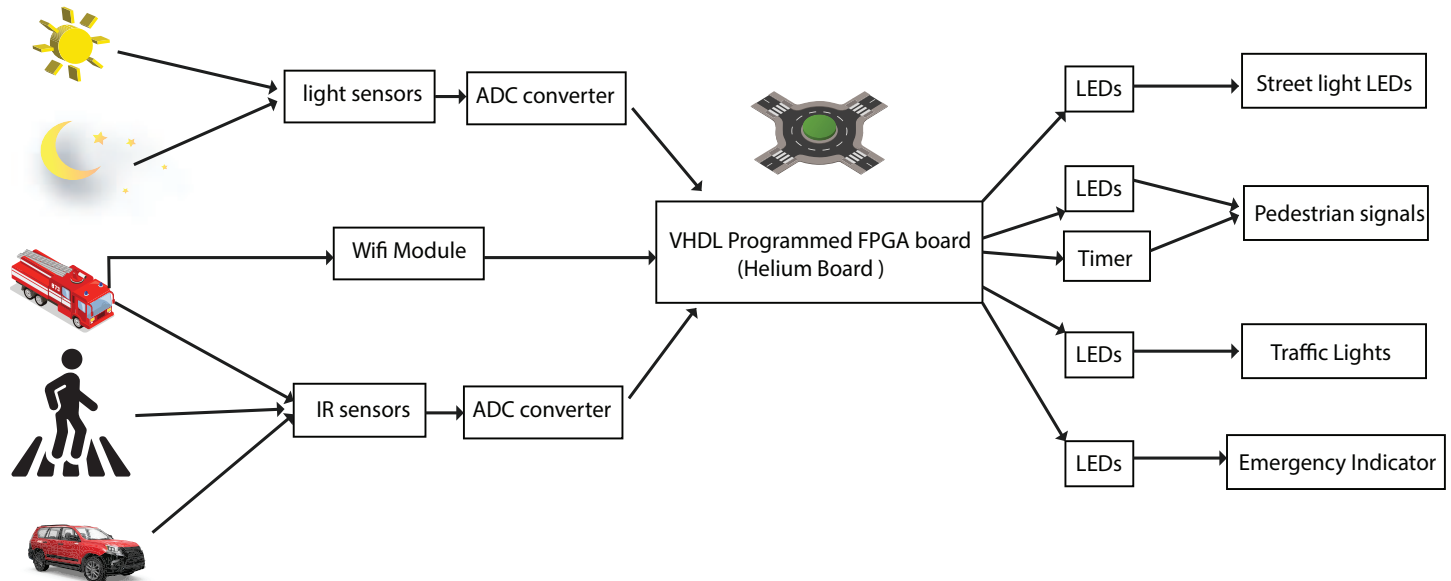 light sensors
ADC converter
LEDs
Street light LEDs
LEDs
Pedestrian signals
Timer
Wifi Module
VHDL Programmed FPGA board
(Helium Board )
LEDs
Traffic Lights
IR sensors
ADC converter
LEDs
Emergency Indicator